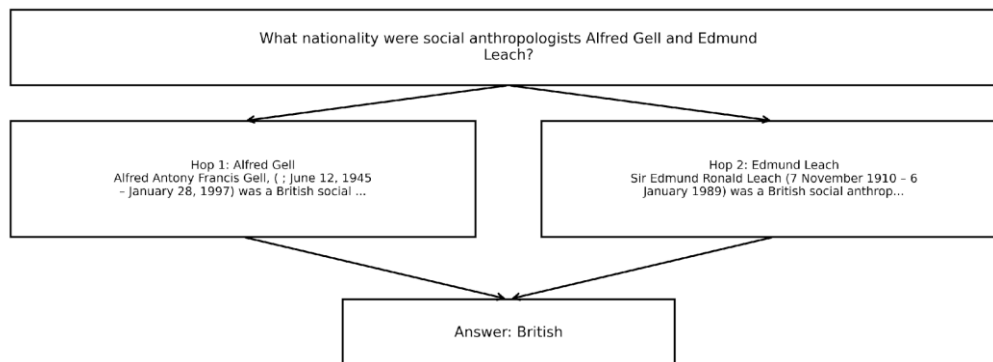 What nationality were social anthropologists Alfred Gell and Edmund
Leach?
Hop 1: Alfred Gell
Alfred Antony Francis Gell, ( ; June 12, 1945
– January 28, 1997) was a British social ...
Hop 2: Edmund Leach
Sir Edmund Ronald Leach (7 November 1910 – 6
January 1989) was a British social anthrop...
Answer: British